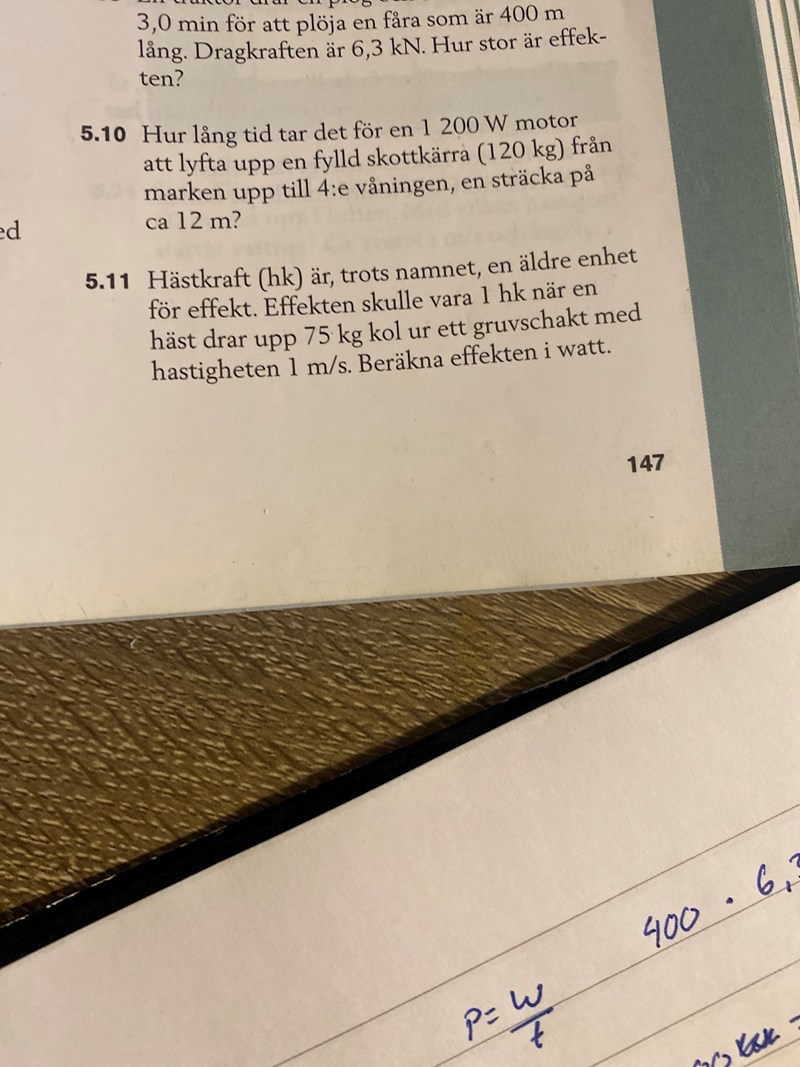 3,0 min för att plöja en fåra som är 400 m
lång. Dragkraften är 6,3 kN. Hur stor är effek-
ten?
5.10 Hur lång tid tar det för en 1 200 W motor
att lyfta upp en fylld skottkärra (120 kg) från
marken upp till 4:e våningen, en sträcka på
ca 12 m?
ed
5.11 Hästkraft (hk) är, trots namnet, en äldre enhet
för effekt. Effekten skulle vara 1 hk när en
häst drar upp 75 kg kol ur ett gruvschakt med
hastigheten 1 m/s. Beräkna effekten i watt.
147
400 · 6,3
P= W
t